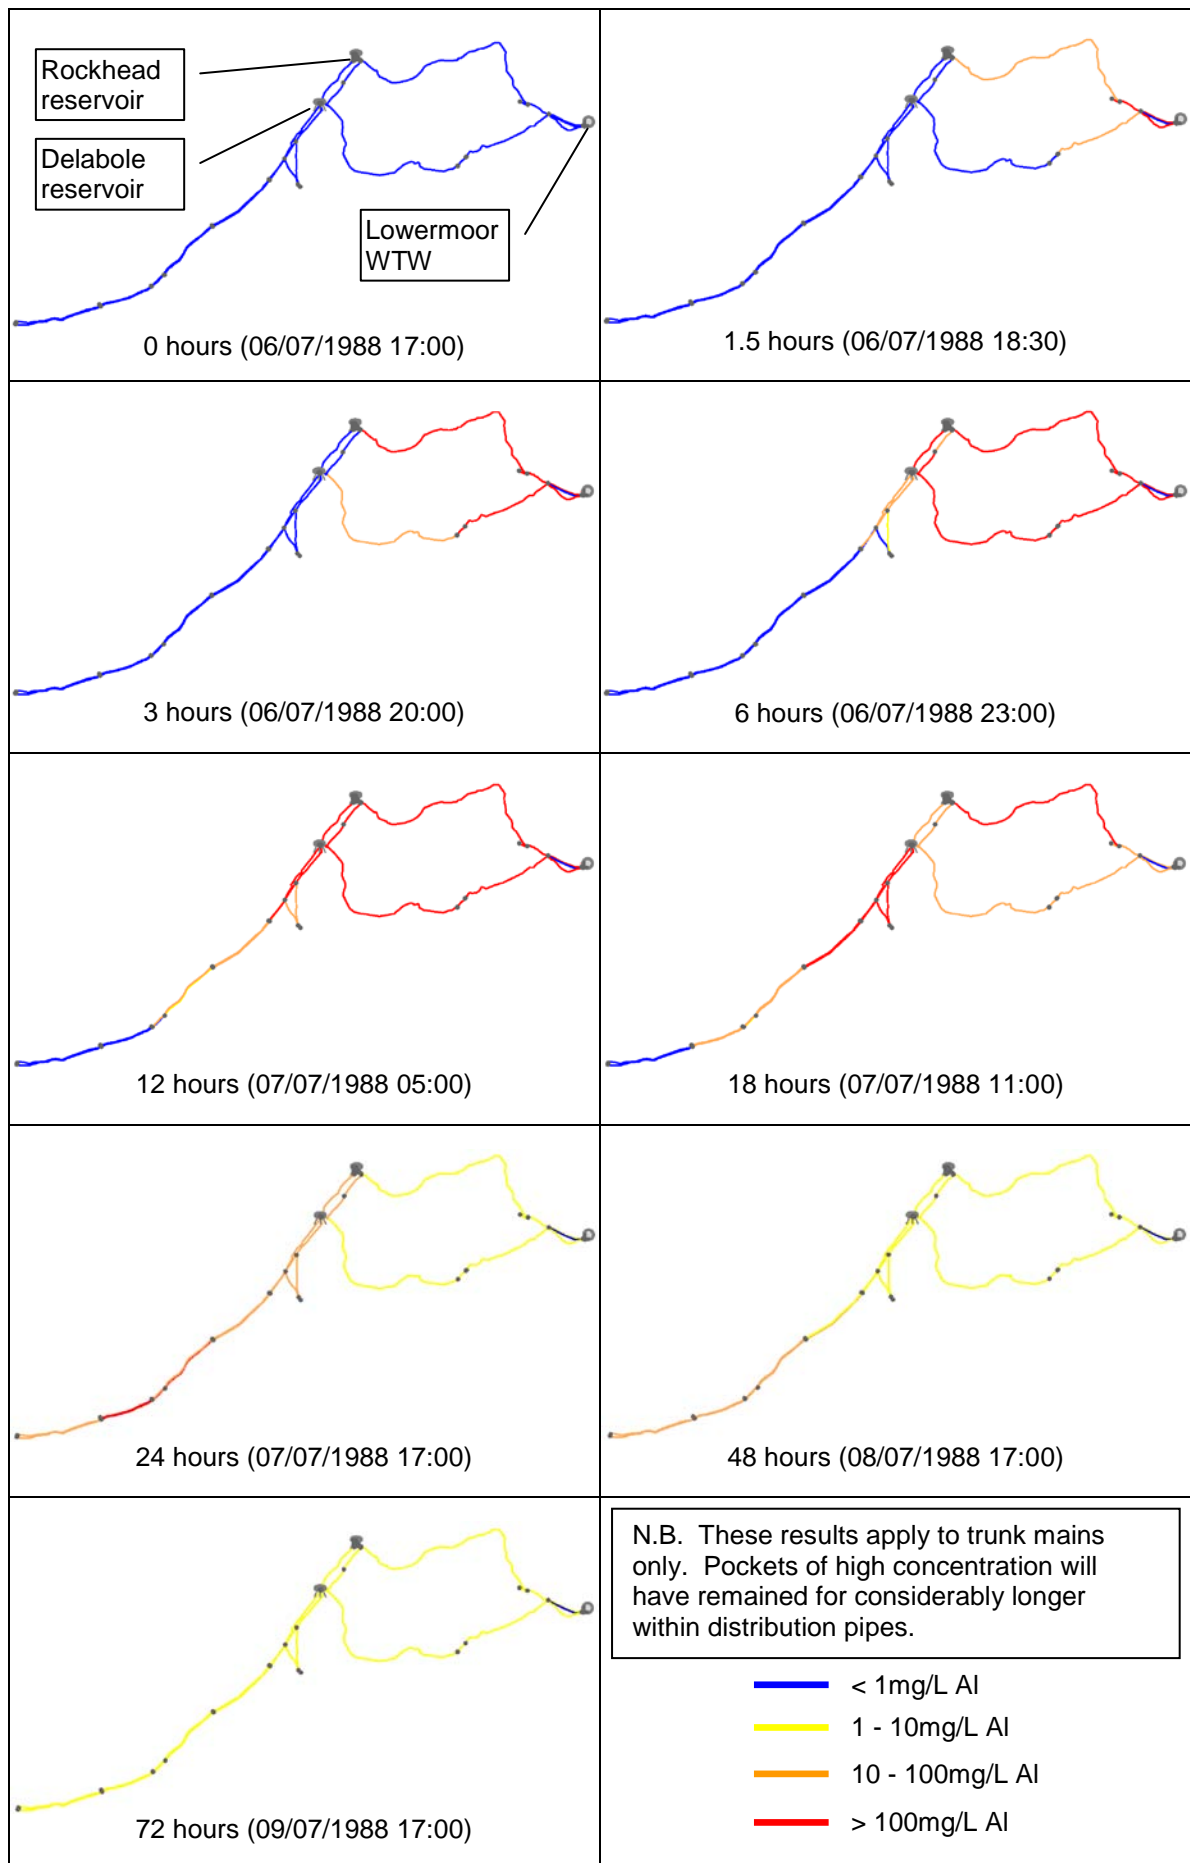 Rockhead
reservoir
Delabole
reservoir
Lowermoor
WTW
0 hours (06/07/1988 17:00)
1.5 hours (06/07/1988 18:30)
3 hours (06/07/1988 20:00)
6 hours (06/07/1988 23:00)
12 hours (07/07/1988 05:00)
18 hours (07/07/1988 11:00)
24 hours (07/07/1988 17:00)
48 hours (08/07/1988 17:00)
72 hours (09/07/1988 17:00)
N.B. These results apply to trunk mains
only. Pockets of high concentration will
have remained for considerably longer
within distribution pipes.
< 1mg/L Al
1 - 10mg/L Al
10 - 100mg/L Al
> 100mg/L Al